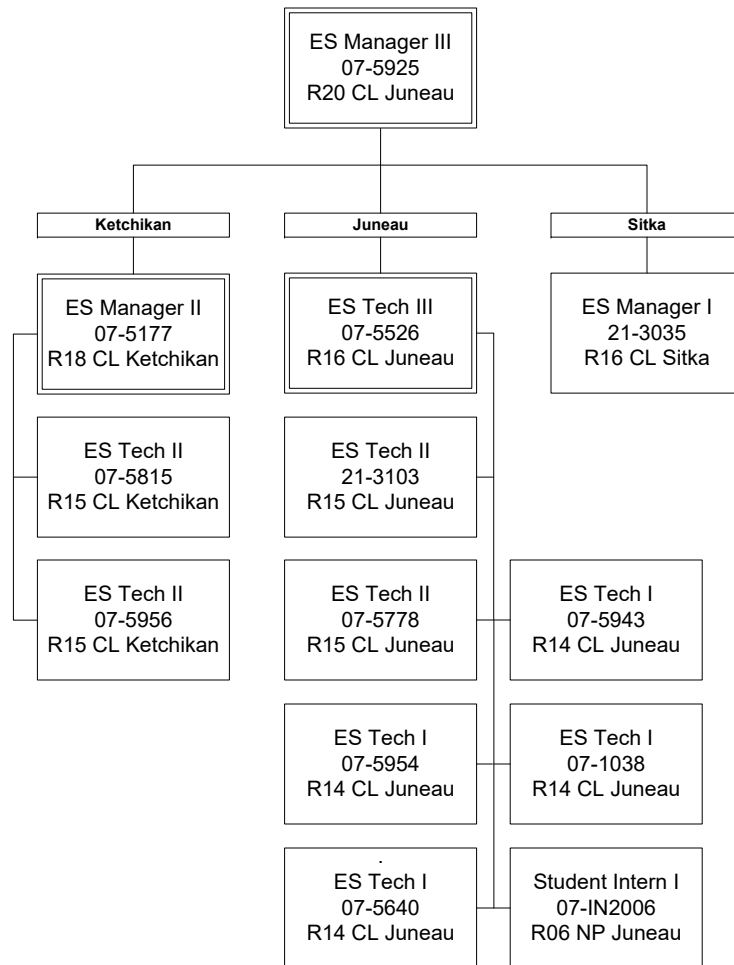 ES Manager III
07-5925
R20 CL Juneau
Ketchikan
Juneau
Sitka
ES Manager II
07-5177
R18 CL Ketchikan
ES Tech III
07-5526
R16 CL Juneau
ES Manager I
21-3035
R16 CL Sitka
ES Tech II
07-5815
R15 CL Ketchikan
ES Tech II
21-3103
R15 CL Juneau
ES Tech II
07-5956
R15 CL Ketchikan
ES Tech II
07-5778
R15 CL Juneau
ES Tech I
07-5943
R14 CL Juneau
ES Tech I
07-5954
R14 CL Juneau
ES Tech I
07-1038
R14 CL Juneau
.
ES Tech I
07-5640
R14 CL Juneau
Student Intern I
07-IN2006
R06 NP Juneau